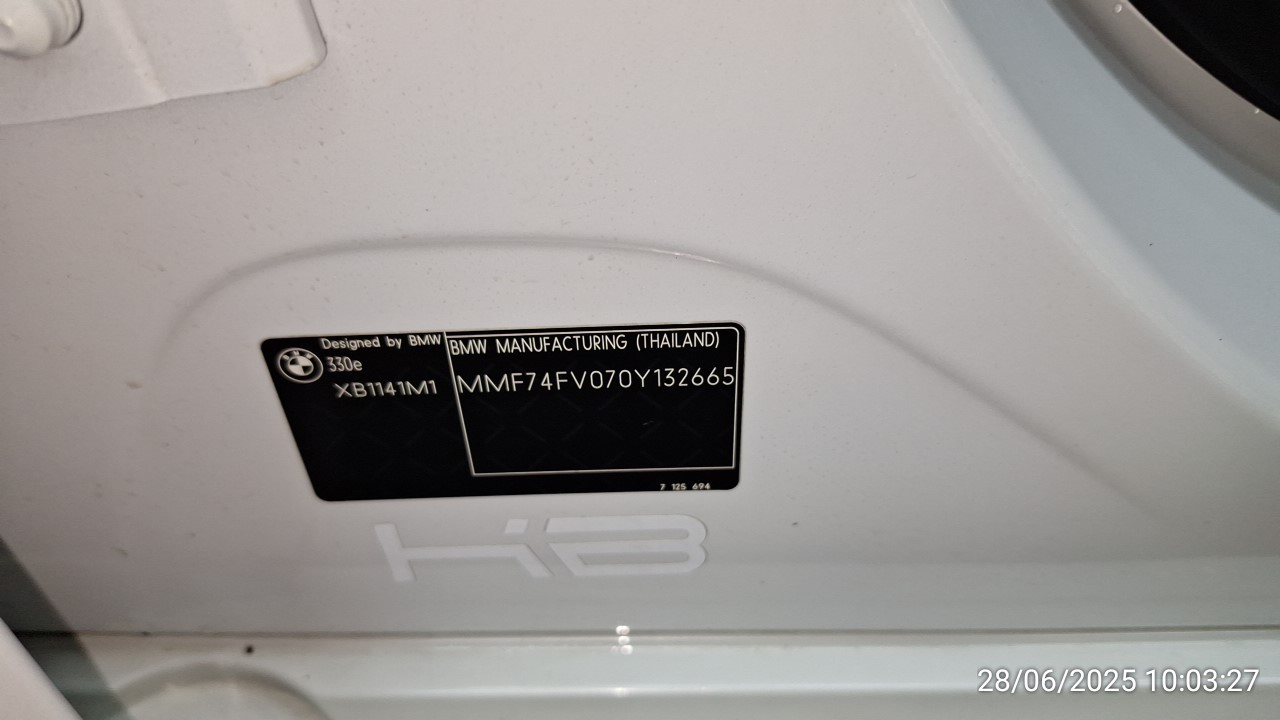 Designed by BMW
330e
XB1141M1
BMW MANUFACTURING (THAILAND)
MMF74FV070Y132665
7 125 694
28/06/2025 10:03:27